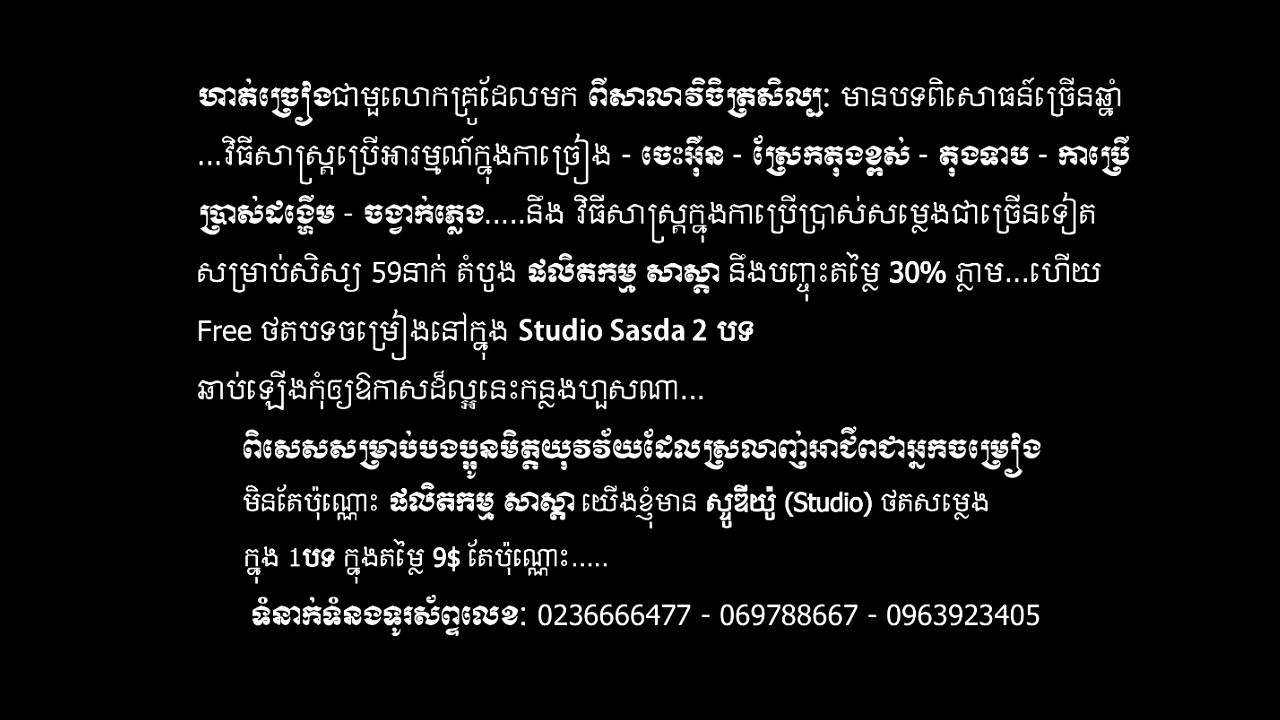 ហាត់ច្រៀងជាមួលោកគ្រូដែលមក ពីសាលាវិចិត្រសិល្បៈ មានបទពិសោធន៍ច្រើនឆ្នាំ
...វិធីសាស្ត្រប្រើអារម្មណ៍ក្នុងការច្រៀង - ចេះអ៊ឺន - ស្រែកតុងខ្ពស់ - តុងទាប - ការប្រើ
ប្រាស់ដង្ហើម - ចង្វាក់ភ្លេង.....នឹង វិធីសាស្ត្រក្នុងការប្រើប្រាស់សម្លេងជាច្រើនទៀត
សម្រាប់សិស្ស 59នាក់ តំបូង ផលិតកម្ម សាស្តា នឹងបញ្ចុះតម្លៃ 30% ភ្លាម...ហើយ
Free ថតបទចម្រៀងនៅក្នុង Studio Sasda 2 បទ
ឆាប់ឡើងកុំឲ្យឱកាសដ៏ល្អនេះកន្លងហួសណា...
ពិសេសសម្រាប់បងប្អូនមិត្តយុវវ័យដែលស្រលាញ់អាជីពជាអ្នកចម្រៀង
មិនតែប៉ុណ្ណោះ ផលិតកម្ម សាស្តា យើងខ្ញុំមាន ស្ទូឌីយ៉ូ (Studio) ថតសម្លេង
ក្នុង 1បទ ក្នុងតម្លៃ 9$ តែប៉ុណ្ណោះ.....
ទំនាក់ទំនងទូរស័ព្ទលេខៈ 0236666477 - 069788667 - 0963923405